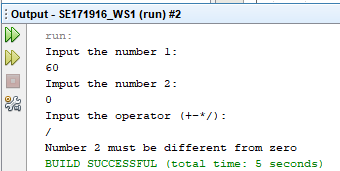 Output - SE171916_WS1 (run) #2
run:
Input the number 1:
60
Imput the number 2:
0
Input the operator (+-*/):
/
Number 2 must be different from zero
BUILD SUCCESSFUL (total time: 5 seconds)